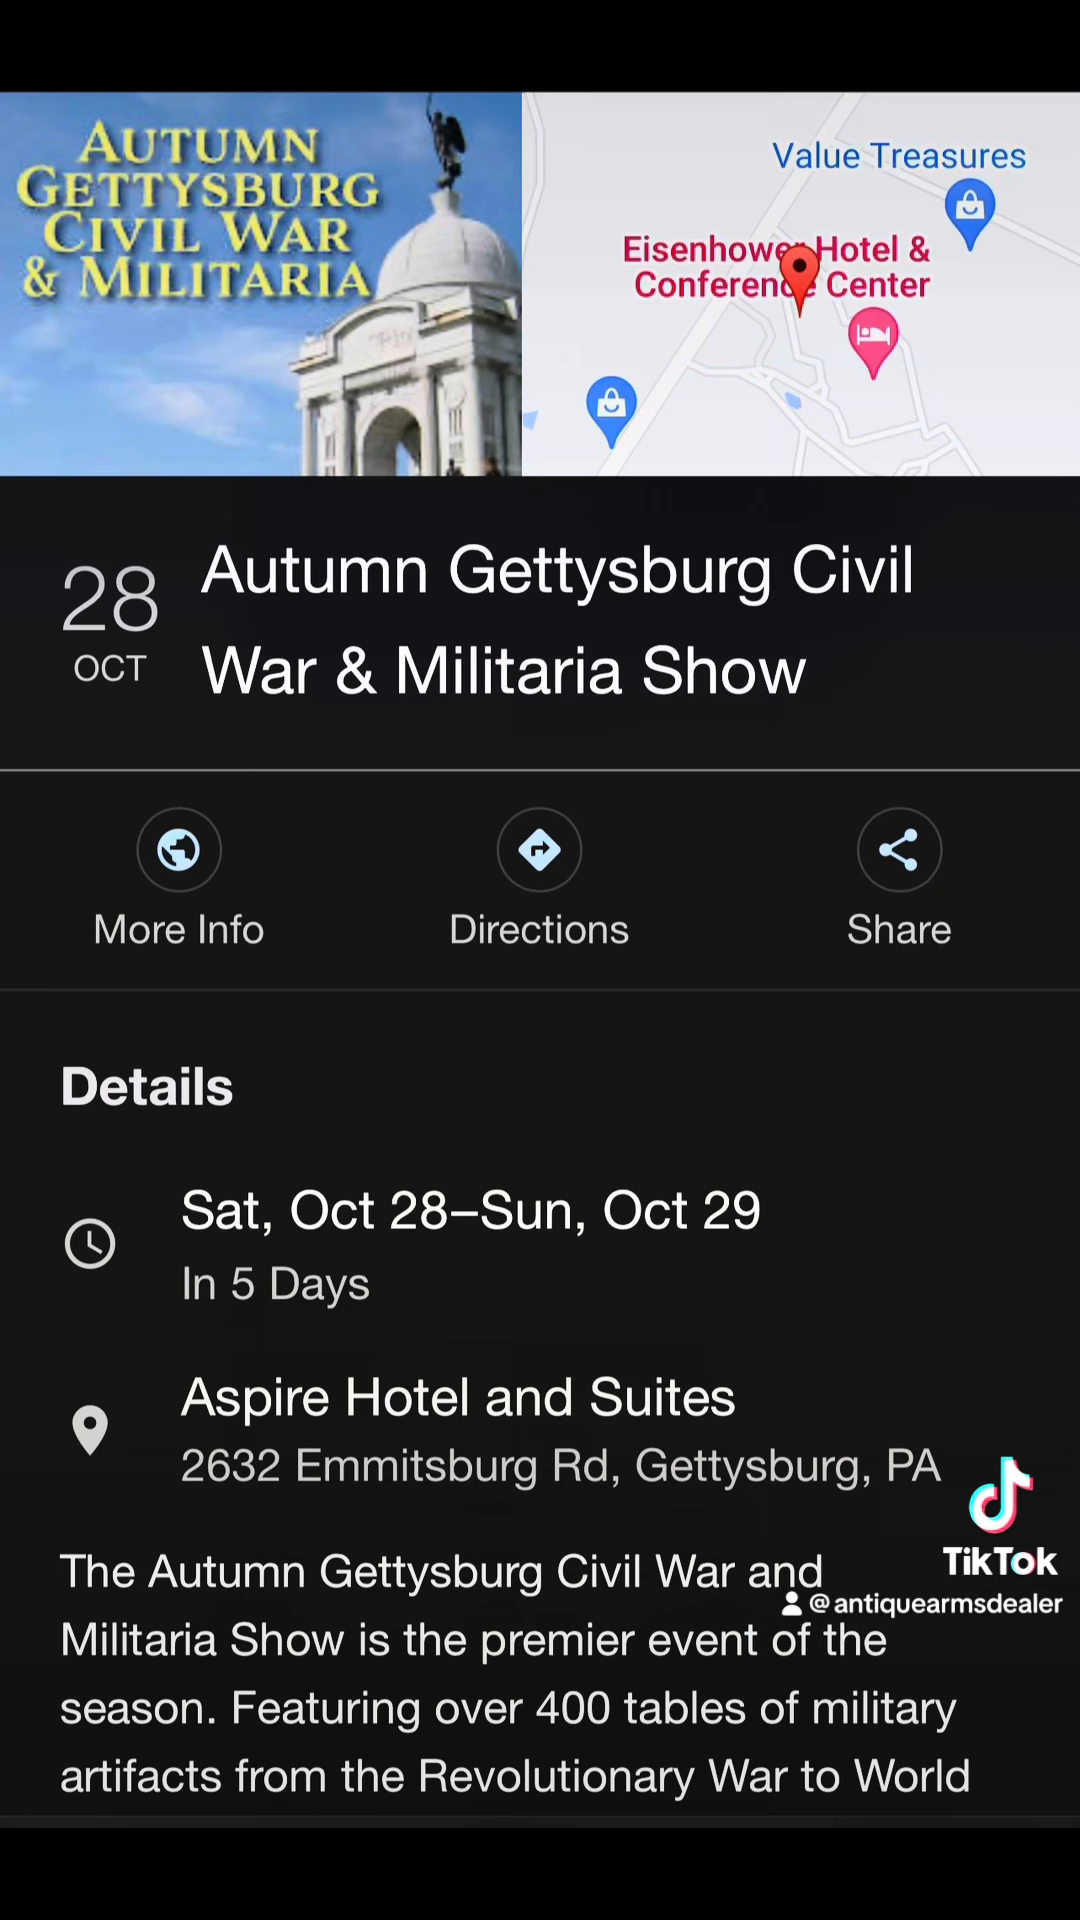 AUTUMN
GETTYSBURG
CIVIL WAR
& MILITARIA
Value Treasures
Eisenhower Hotel &
Conference Center
28
OCT
Autumn Gettysburg Civil
War & Militaria Show
More Info
Directions
Share
Details
Sat, Oct 28–Sun, Oct 29
In 5 Days
Aspire Hotel and Suites
2632 Emmitsburg Rd, Gettysburg, PA
TikTok
@antiquearmsdealer
The Autumn Gettysburg Civil War and
Militaria Show is the premier event of the
season. Featuring over 400 tables of military
artifacts from the Revolutionary War to World